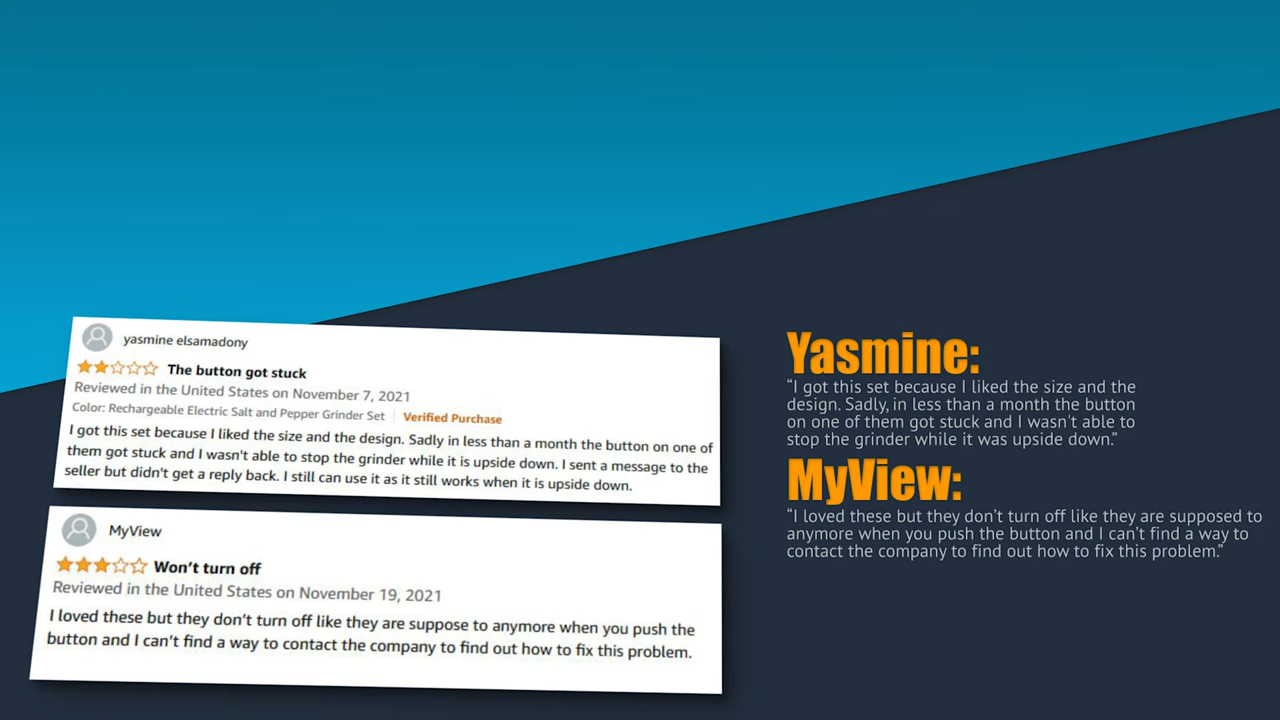 yasmine elsamadony
The button got stuck
Reviewed in the United States on November 7, 2021
Color: Rechargeable Electric Salt and Pepper Grinder Set | Verified Purchase
I got this set because I liked the size and the design. Sadly in less than a month the button on one of
them got stuck and I wasn't able to stop the grinder while it is upside down. I sent a message to the
seller but didn't get a reply back. I still can use it as it still works when it is upside down.
MyView
Won't turn off
Reviewed in the United States on November 19, 2021
I loved these but they don't turn off like they are suppose to anymore when you push the
button and I can't find a way to contact the company to find out how to fix this problem.
Yasmine:
“I got this set because I liked the size and the
design. Sadly, in less than a month the button
on one of them got stuck and I wasn't able to
stop the grinder while it was upside down.”
MyView:
“I loved these but they don’t turn off like they are supposed to
anymore when you push the button and I can’t find a way to
contact the company to find out how to fix this problem.”